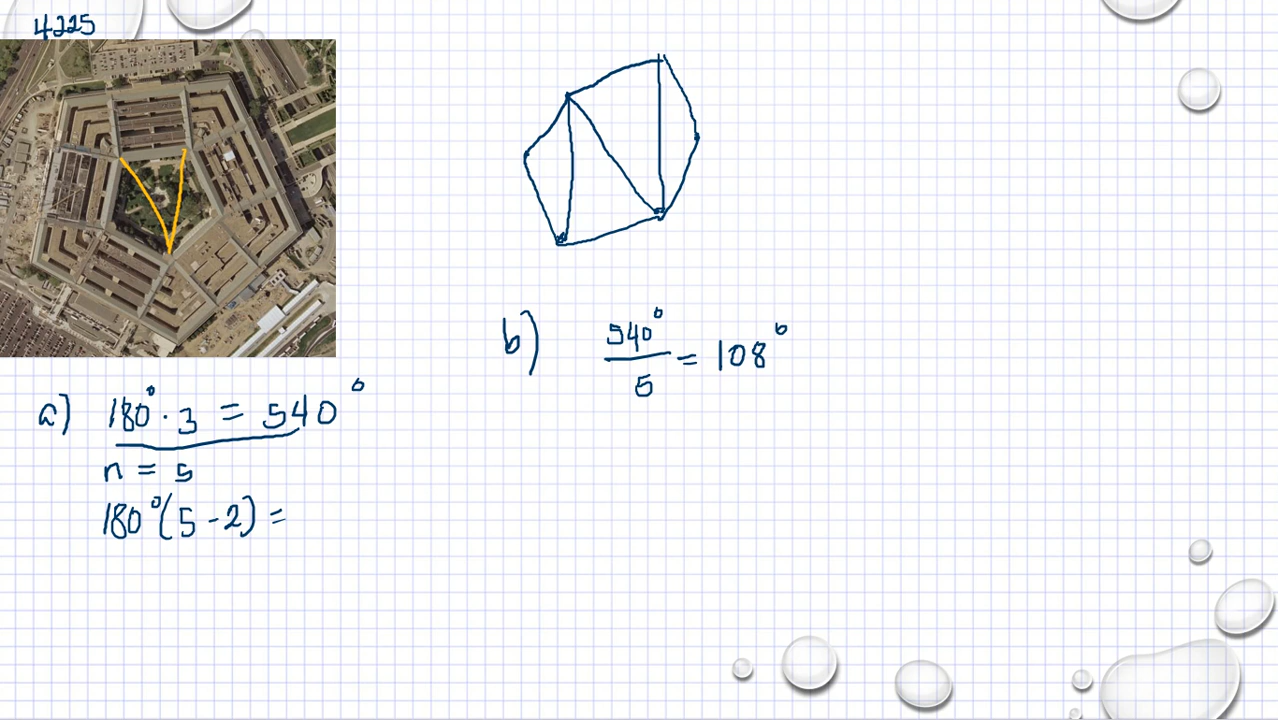 4225
a) 180° · 3 = 540°
n = 5
180°(5 - 2) =
b) 540° / 5 = 108°